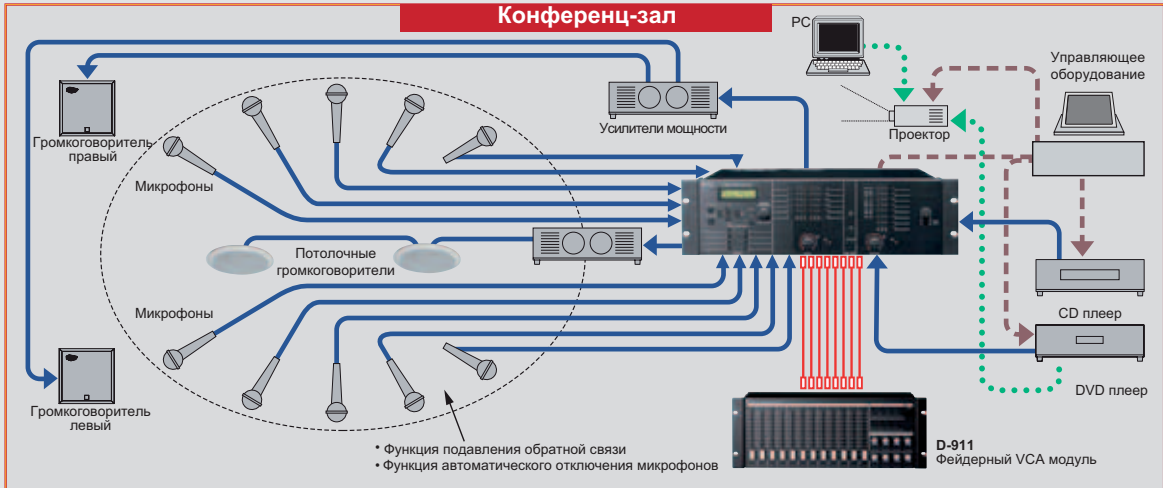 Конференц-зал
PC
Управляющее
оборудование
Громкоговоритель
правый
Усилители мощности
Проектор
Микрофоны
Потолочные
громкоговорители
Микрофоны
CD плеер
DVD плеер
Громкоговоритель
левый
• Функция подавления обратной связи
• Функция автоматического отключения микрофонов
D-911
Фейдерный VCA модуль